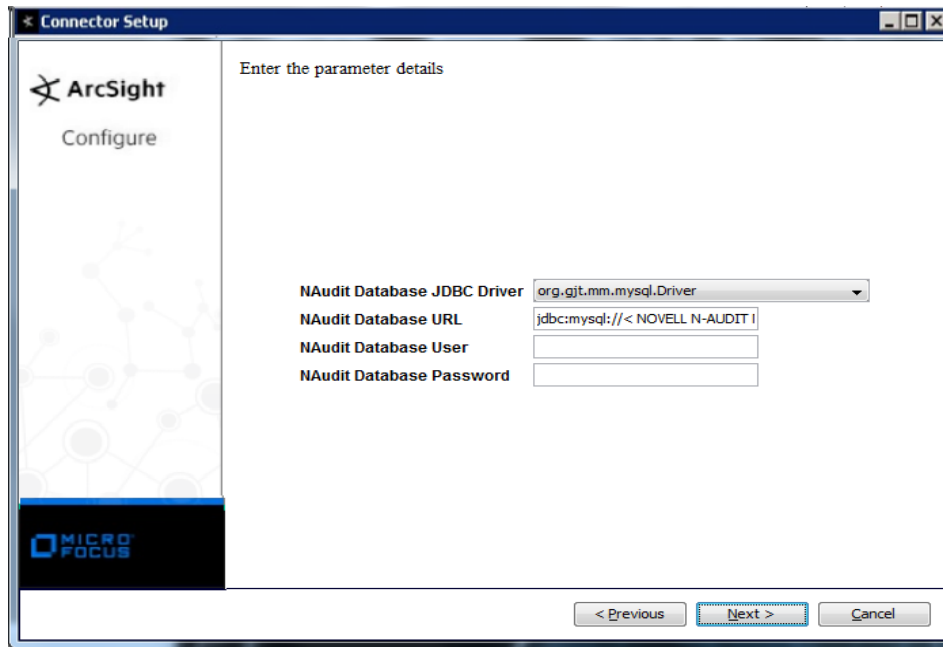 Connector Setup
ArcSight
Configure
Enter the parameter details
NAudit Database JDBC Driver org.gjt.mm.mysql.Driver
NAudit Database URL jdbc:mysql://< NOVELL N-AUDIT
NAudit Database User
NAudit Database Password
MICRO
FOCUS
< Previous Next > Cancel